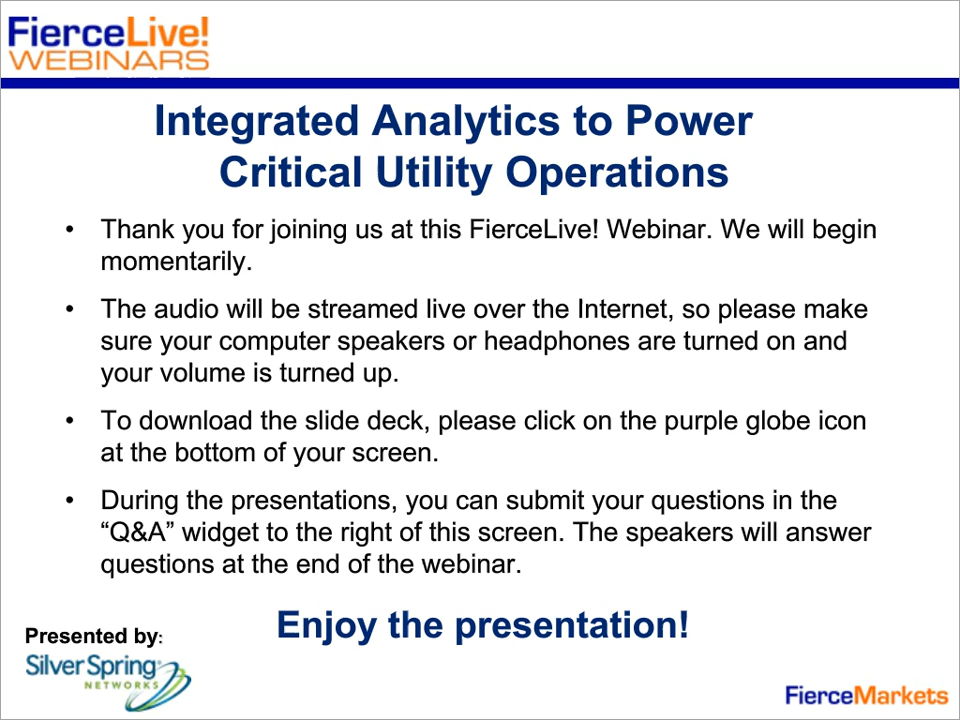 FierceLive!
WEBINARS
Integrated Analytics to Power
Critical Utility Operations
• Thank you for joining us at this FierceLive! Webinar. We will begin
momentarily.
• The audio will be streamed live over the Internet, so please make
sure your computer speakers or headphones are turned on and
your volume is turned up.
• To download the slide deck, please click on the purple globe icon
at the bottom of your screen.
• During the presentations, you can submit your questions in the
“Q&A” widget to the right of this screen. The speakers will answer
questions at the end of the webinar.
Enjoy the presentation!
Presented by:
Silver Spring
NETWORKS
FierceMarkets